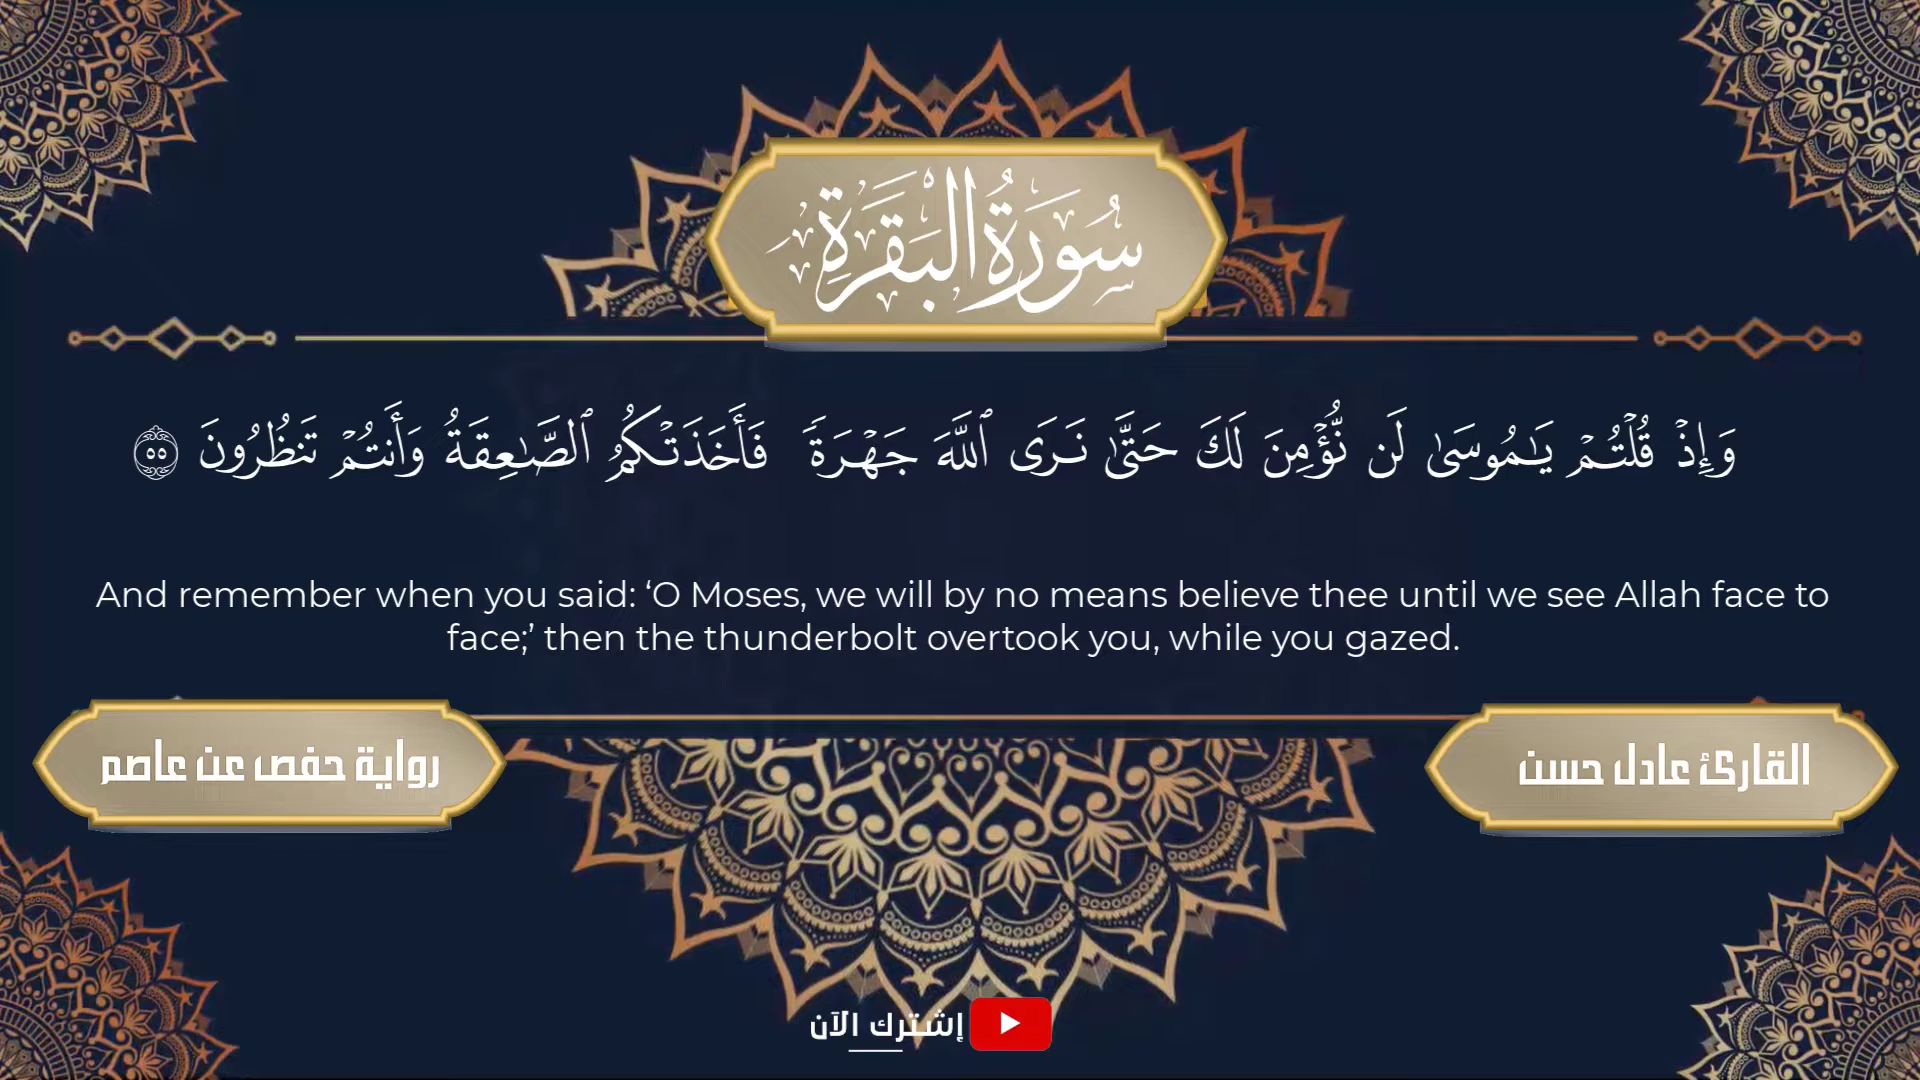 سُورَةُ البَقَرَةِ
وَإِذْ قُلْتُمْ يَـٰمُوسَىٰ لَن نُّؤْمِنَ لَكَ حَتَّىٰ نَرَى ٱللَّهَ جَهْرَةً فَأَخَذَتْكُمُ ٱلصَّـٰعِقَةُ وَأَنتُمْ تَنظُرُونَ ٥٥
And remember when you said: ‘O Moses, we will by no means believe thee until we see Allah face to
face;’ then the thunderbolt overtook you, while you gazed.
القارئ عادل حسن
رواية حفص عن عاصم
إشترك الآن